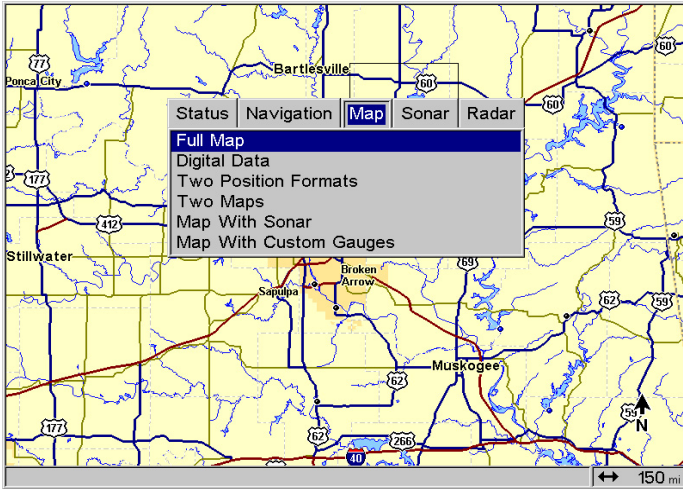 60
77
Bartlesville
Ponca City
60
60
Status Navigation Map Sonar Radar
Full Map
Digital Data
Two Position Formats
Two Maps
Map With Sonar
Map With Custom Gauges
177
412
59
Stillwater
69
Broken
Arrow
Sapulpa
62
59
Muskogee
62
59
N
177
62
266
40
150 mi